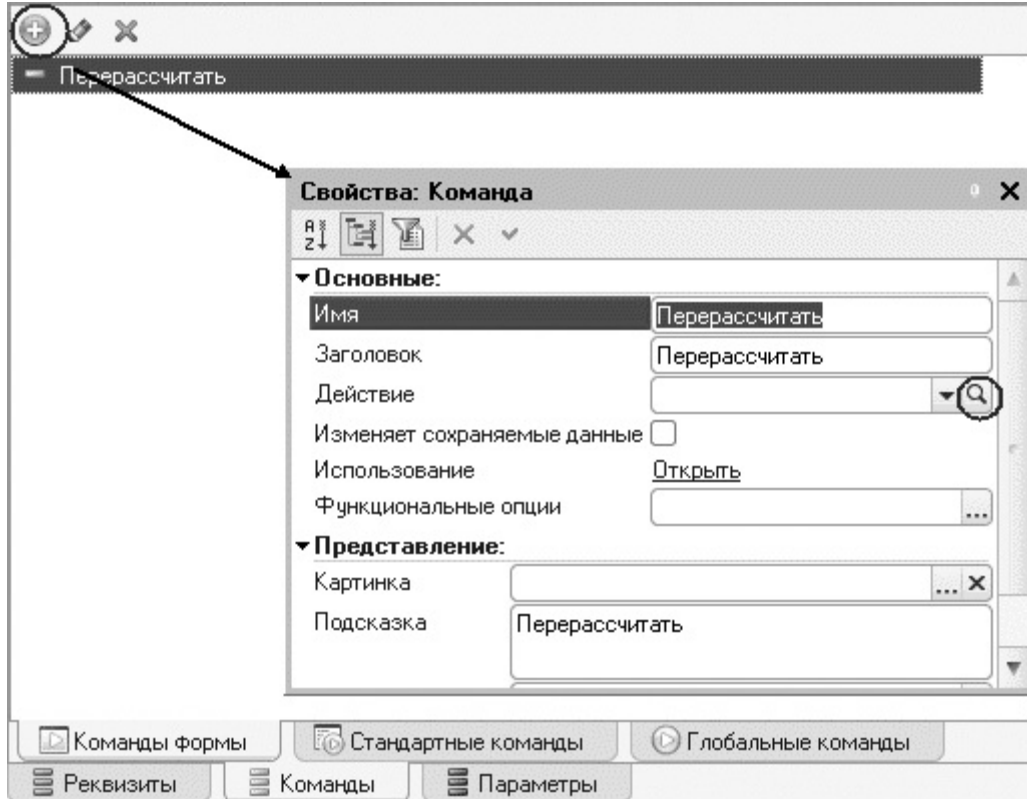 Перерассчитать
Свойства: Команда
Основные:
Имя Перерассчитать
Заголовок Перерассчитать
Действие
Изменяет сохраняемые данные
Использование Открыть
Функциональные опции ...
Представление:
Картинка ...
Подсказка Перерассчитать
Команды формы Стандартные команды Глобальные команды
Реквизиты Команды Параметры